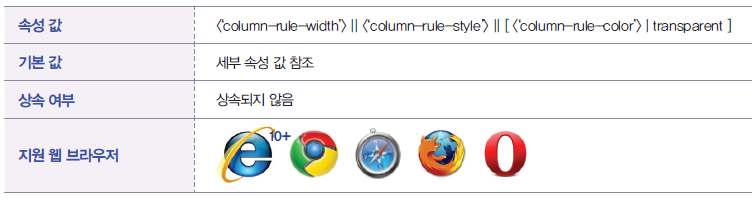 속성 값 <'column-rule-width'> || <'column-rule-style'> || [ <'column-rule-color'> | transparent ]
기본 값 세부 속성 값 참조
상속 여부 상속되지 않음
지원 웹 브라우저 10+